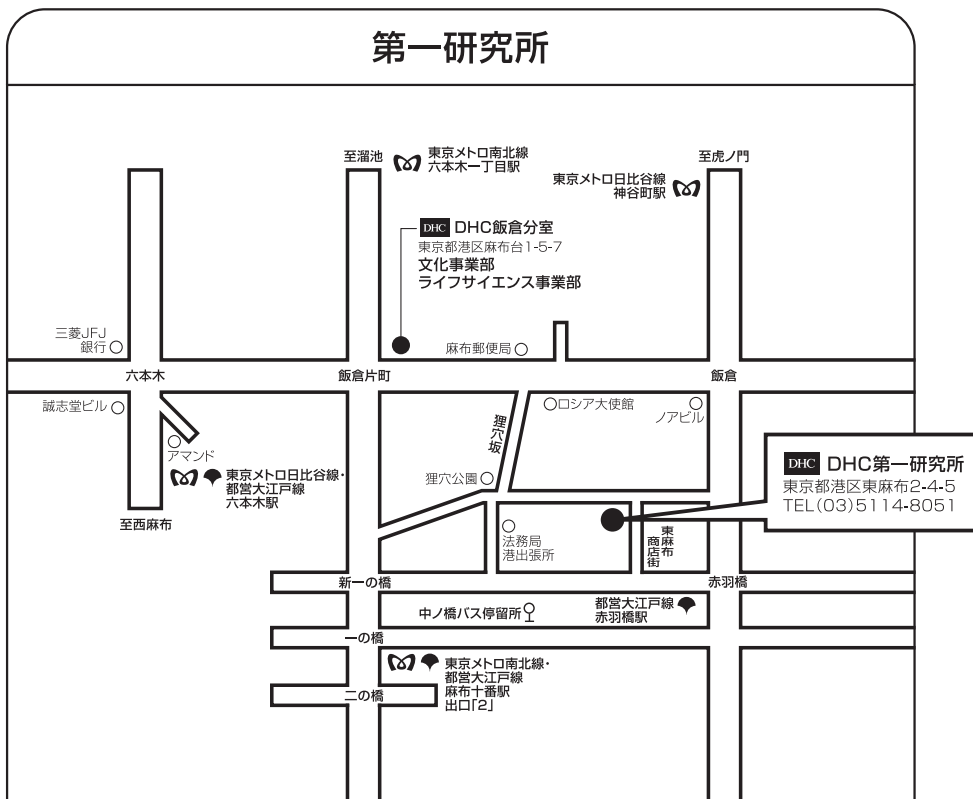 第一研究所
至溜池
東京メトロ南北線
六本木一丁目駅
至虎ノ門
東京メトロ日比谷線
神谷町駅
DHC DHC飯倉分室
東京都港区麻布台1-5-7
文化事業部
ライフサイエンス事業部
三菱JFJ
銀行
麻布郵便局
六本木
飯倉片町
飯倉
誠志堂ビル
狸穴坂
ロシア大使館
ノアビル
アマンド
東京メトロ日比谷線・
都営大江戸線
六本木駅
狸穴公園
DHC DHC第一研究所
東京都港区東麻布2-4-5
TEL(03)5114-8051
至西麻布
法務局
港出張所
東麻布
商店街
新一の橋
赤羽橋
中ノ橋バス停留所
都営大江戸線
赤羽橋駅
一の橋
東京メトロ南北線・
都営大江戸線
麻布十番駅
出口「2」
二の橋